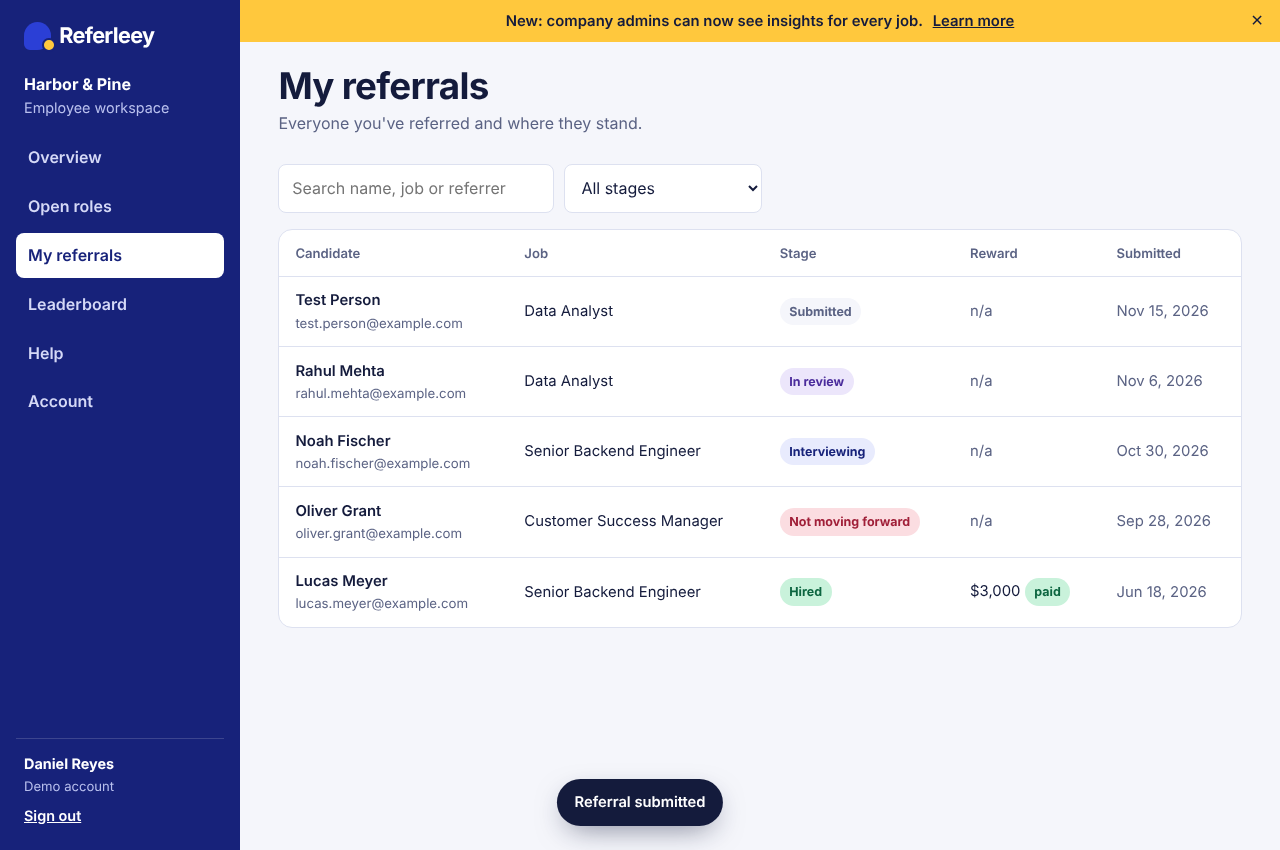 Referleey
Harbor & Pine
Employee workspace
Overview
Open roles
My referrals
Leaderboard
Help
Account
Daniel Reyes
Demo account
Sign out
New: company admins can now see insights for every job. Learn more ×
My referrals
Everyone you've referred and where they stand.
Search name, job or referrer
All stages
Candidate Job Stage Reward Submitted
Test Person
test.person@example.com
Data Analyst Submitted n/a Nov 15, 2026
Rahul Mehta
rahul.mehta@example.com
Data Analyst In review n/a Nov 6, 2026
Noah Fischer
noah.fischer@example.com
Senior Backend Engineer Interviewing n/a Oct 30, 2026
Oliver Grant
oliver.grant@example.com
Customer Success Manager Not moving forward n/a Sep 28, 2026
Lucas Meyer
lucas.meyer@example.com
Senior Backend Engineer Hired $3,000 paid Jun 18, 2026
Referral submitted